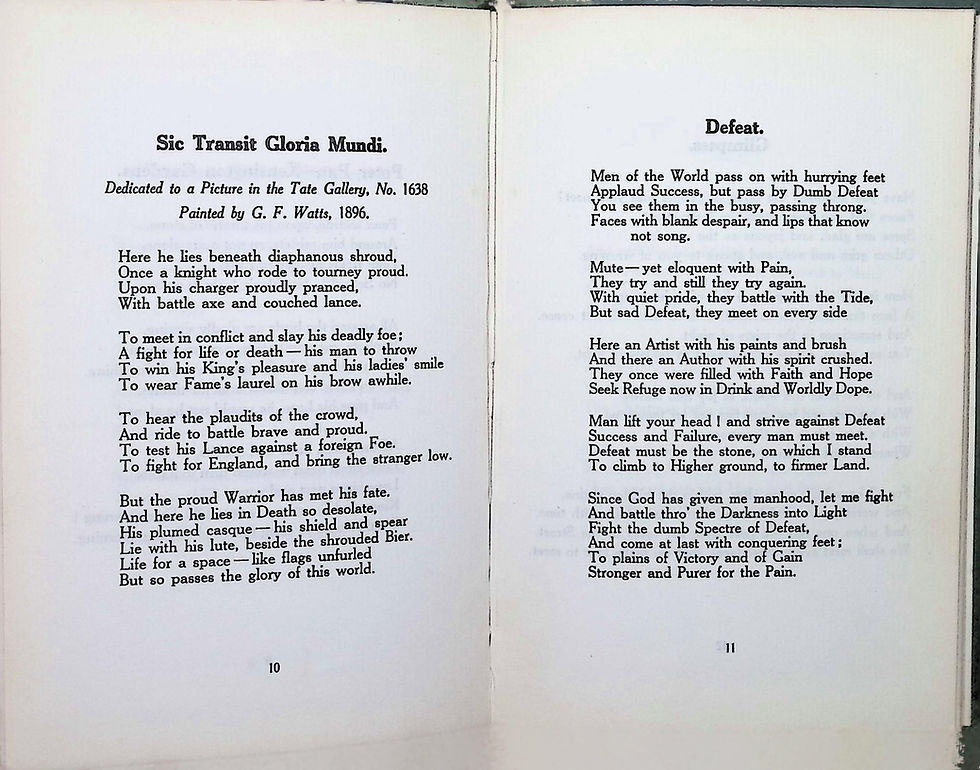 Sic Transit Gloria Mundi.
Dedicated to a Picture in the Tate Gallery, No. 1638
Painted by G. F. Watts, 1896.
Here he lies beneath diaphanous shroud,
Once a knight who rode to tourney proud.
Upon his charger proudly pranced,
With battle axe and couched lance.
To meet in conflict and slay his deadly foe;
A fight for life or death — his man to throw
To win his King's pleasure and his ladies' smile
To wear Fame's laurel on his brow awhile.
To hear the plaudits of the crowd,
And ride to battle brave and proud.
To test his Lance against a foreign Foe.
To fight for England, and bring the stranger low.
But the proud Warrior has met his fate.
And here he lies in Death so desolate,
His plumed casque — his shield and spear
Lie with his lute, beside the shrouded Bier.
Life for a space — like flags unfurled
But so passes the glory of this world.
10
Defeat.
Men of the World pass on with hurrying feet
Applaud Success, but pass by Dumb Defeat
You see them in the busy, passing throng.
Faces with blank despair, and lips that know
not song.
Mute — yet eloquent with Pain,
They try and still they try again.
With quiet pride, they battle with the Tide,
But sad Defeat, they meet on every side
Here an Artist with his paints and brush
And there an Author with his spirit crushed.
They once were filled with Faith and Hope
Seek Refuge now in Drink and Worldly Dope.
Man lift your head ! and strive against Defeat
Success and Failure, every man must meet.
Defeat must be the stone, on which I stand
To climb to Higher ground, to firmer Land.
Since God has given me manhood, let me fight
And battle thro' the Darkness into Light
Fight the dumb Spectre of Defeat,
And come at last with conquering feet;
To plains of Victory and of Gain
Stronger and Purer for the Pain.
11